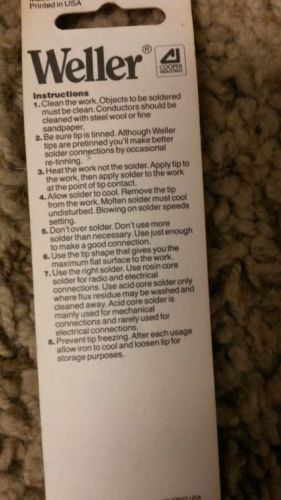 Printed in USA
Weller®
COOPER
INDUSTRIES
Instructions
1. Clean the work. Objects to be soldered
must be clean. Conductors should be
cleaned with steel wool or fine
sandpaper.
2. Be sure tip is tinned. Although Weller
tips are pretinned you'll make better
solder connections by occasional
re-tinning.
3. Heat the work not the solder. Apply tip to
the work, then apply solder to the work
at the point of tip contact.
4. Allow solder to cool. Remove the tip
from the work. Molten solder must cool
undisturbed. Blowing on solder speeds
setting.
5. Don't over solder. Don't use more
solder than necessary. Use just enough
to make a good connection.
6. Use the tip shape that gives you the
maximum flat surface to the work.
7. Use the right solder. Use rosin core
solder for radio and electrical
connections. Use acid core solder only
where flux residue may be washed and
cleaned away. Acid core solder is
mainly used for mechanical
connections and rarely used for
electrical connections.
8. Prevent tip freezing. After each usage
allow iron to cool and loosen tip for
storage purposes.